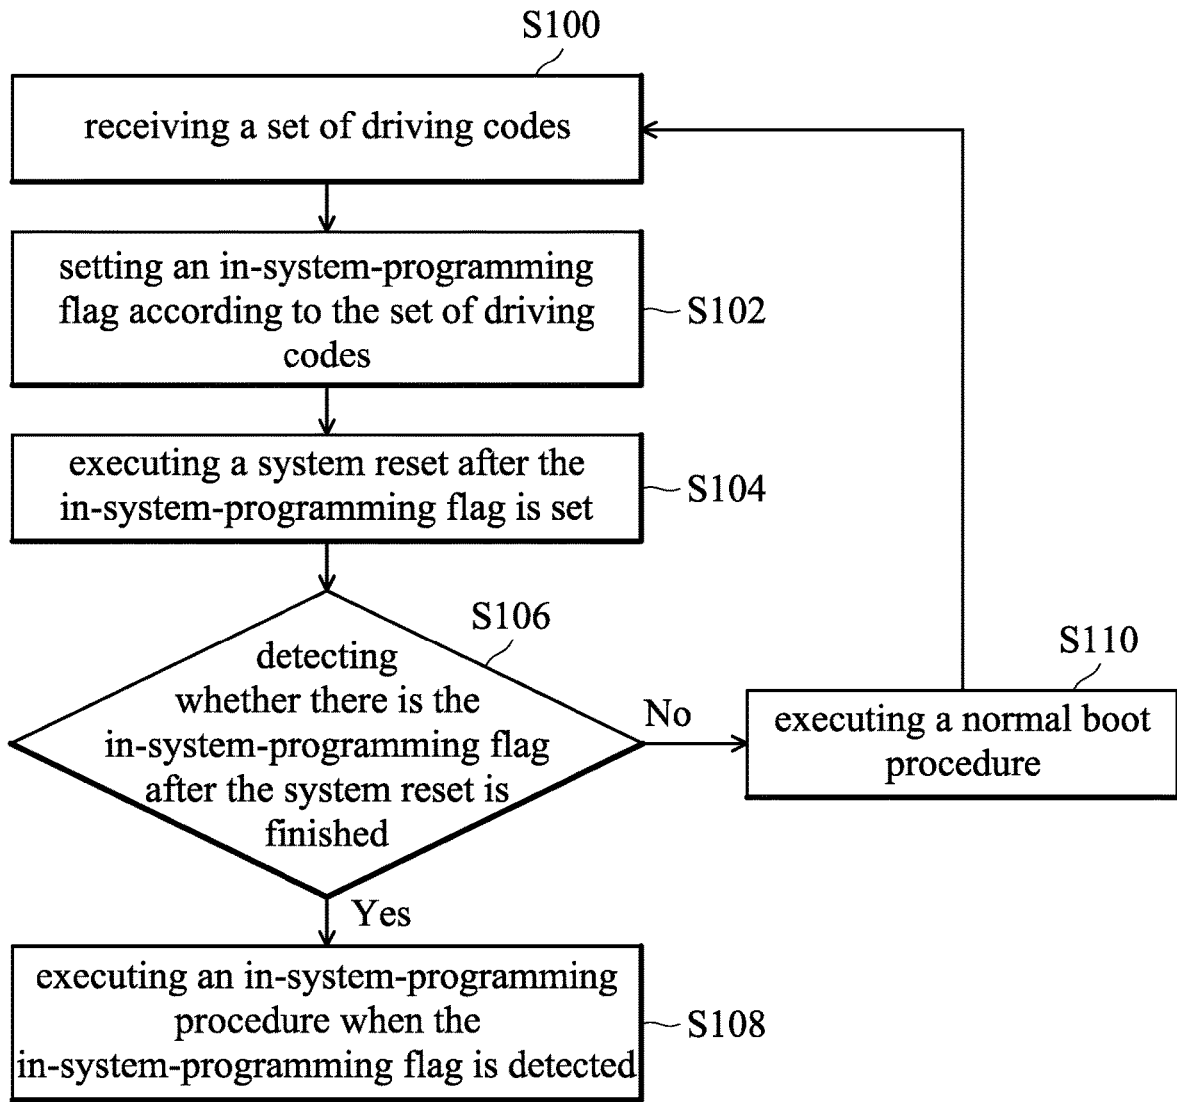 S100
receiving a set of driving codes
setting an in-system-programming
flag according to the set of driving
codes
S102
executing a system reset after the
in-system-programming flag is set
S104
S106
detecting
whether there is the
in-system-programming flag
after the system reset is
finished
No
S110
executing a normal boot
procedure
Yes
executing an in-system-programming
procedure when the
in-system-programming flag is detected
S108